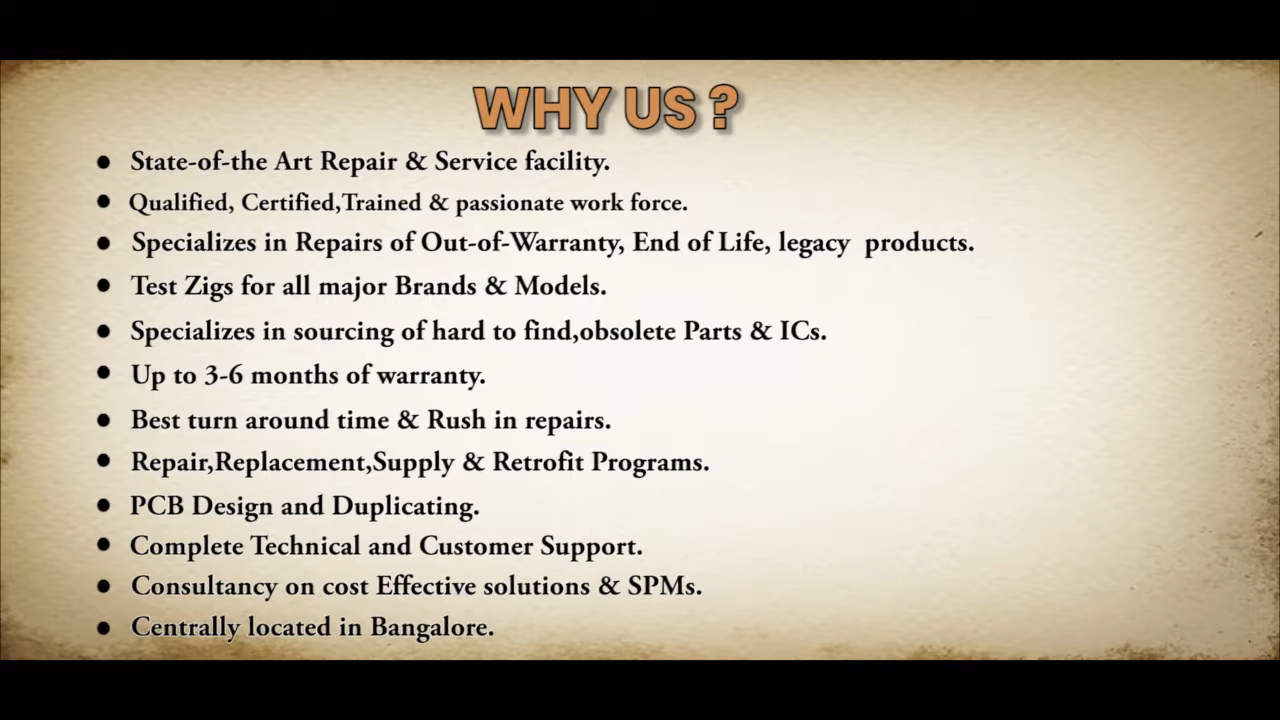 WHY US ?
State-of-the Art Repair & Service facility.
Qualified, Certified,Trained & passionate work force.
Specializes in Repairs of Out-of-Warranty, End of Life, legacy products.
Test Zigs for all major Brands & Models.
Specializes in sourcing of hard to find,obsolete Parts & ICs.
Up to 3-6 months of warranty.
Best turn around time & Rush in repairs.
Repair,Replacement,Supply & Retrofit Programs.
PCB Design and Duplicating.
Complete Technical and Customer Support.
Consultancy on cost Effective solutions & SPMs.
Centrally located in Bangalore.